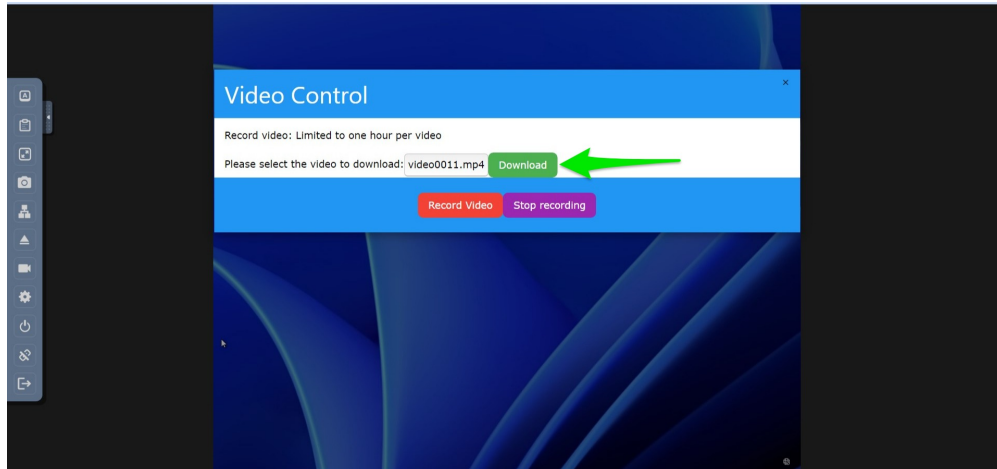 Video Control
×
Record video: Limited to one hour per video
Please select the video to download: video0011.mp4 Download
Record Video Stop recording
A